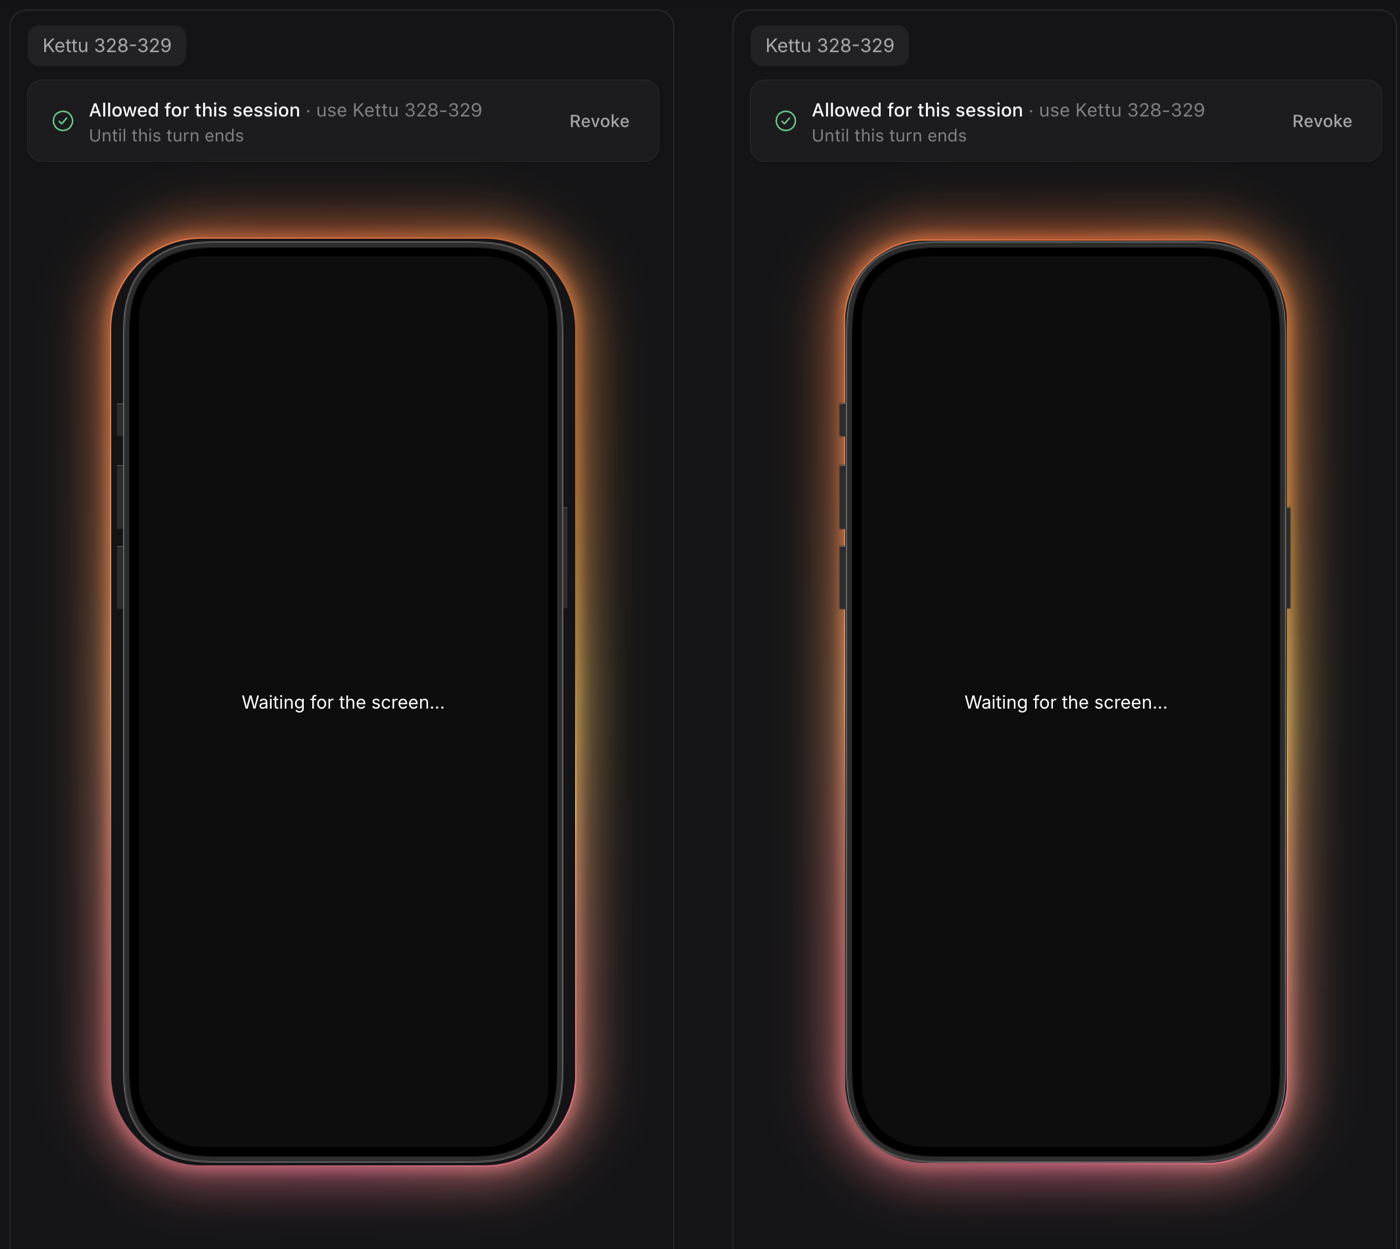 Kettu 328-329
Allowed for this session · use Kettu 328-329
Until this turn ends
Revoke
Waiting for the screen...
Kettu 328-329
Allowed for this session · use Kettu 328-329
Until this turn ends
Revoke
Waiting for the screen...